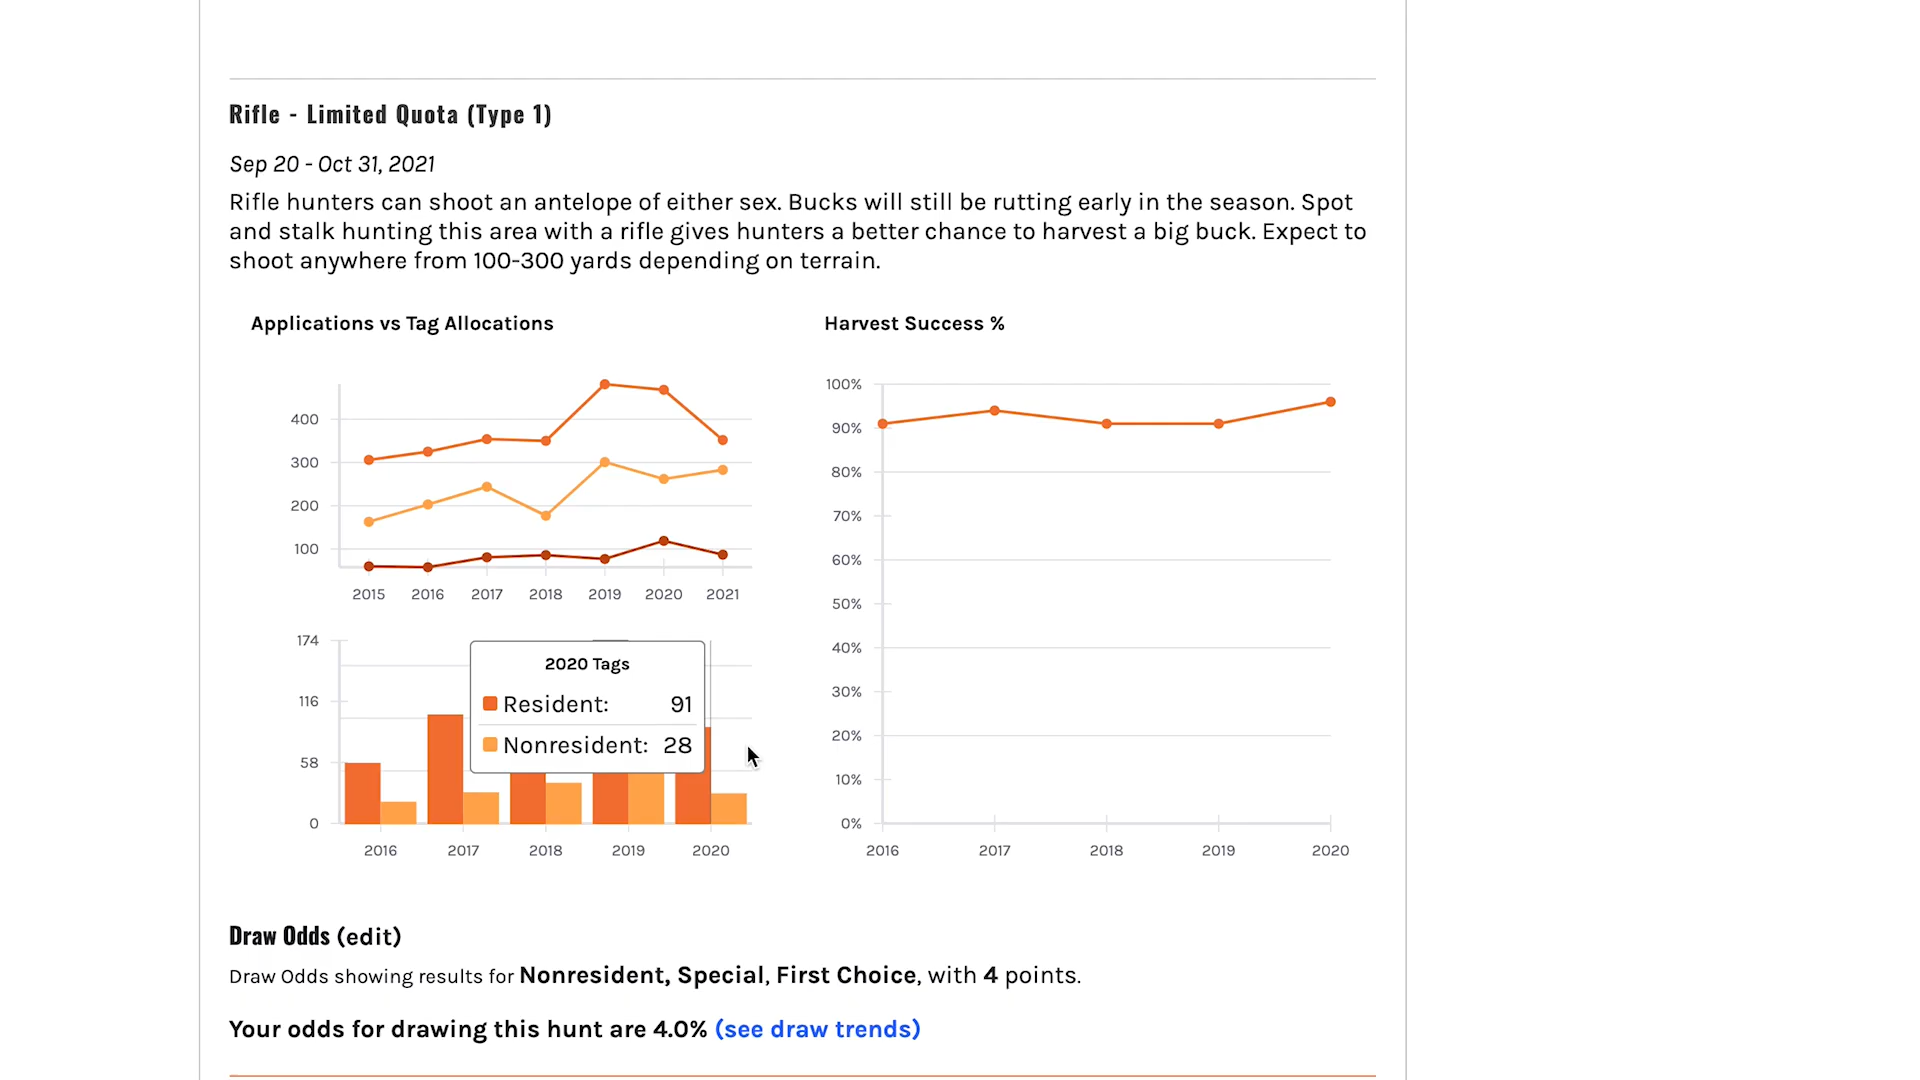 Rifle - Limited Quota (Type 1)
Sep 20 - Oct 31, 2021
Rifle hunters can shoot an antelope of either sex. Bucks will still be rutting early in the season. Spot
and stalk hunting this area with a rifle gives hunters a better chance to harvest a big buck. Expect to
shoot anywhere from 100-300 yards depending on terrain.
Applications vs Tag Allocations
400
300
200
100
2015 2016 2017 2018 2019 2020 2021
174
116
58
0
2020 Tags
Resident: 91
Nonresident: 28
2016 2017 2018 2019 2020
Harvest Success %
100%
90%
80%
70%
60%
50%
40%
30%
20%
10%
0%
2016 2017 2018 2019 2020
Draw Odds (edit)
Draw Odds showing results for Nonresident, Special, First Choice, with 4 points.
Your odds for drawing this hunt are 4.0% (see draw trends)